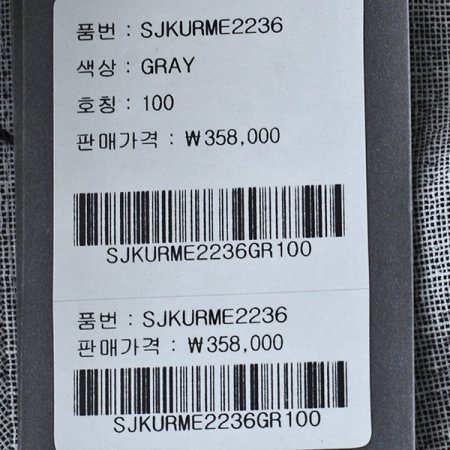 품번 : SJKURME2236
색상 : GRAY
호칭 : 100
판매가격 : ₩358,000
SJKURME2236GR100
품번 : SJKURME2236
판매가격 : ₩358,000
SJKURME2236GR100